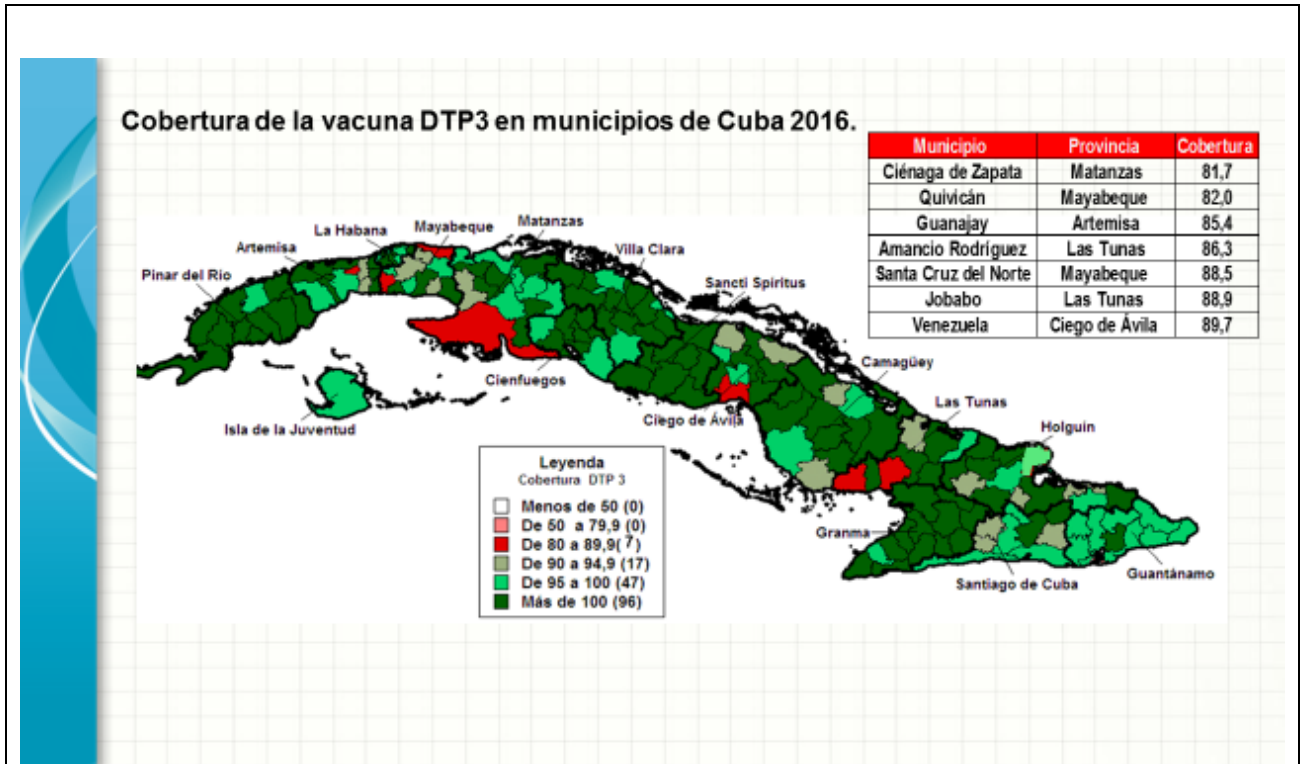 Cobertura de la vacuna DTP3 en municipios de Cuba 2016.
Municipio Provincia Cobertura
Ciénaga de Zapata Matanzas 81,7
Quivicán Mayabeque 82,0
Guanajay Artemisa 85,4
Amancio Rodríguez Las Tunas 86,3
Santa Cruz del Norte Mayabeque 88,5
Jobabo Las Tunas 88,9
Venezuela Ciego de Ávila 89,7
Matanzas
La Habana
Mayabeque
Artemisa
Villa Clara
Pinar del Rio
Sancti Spiritus
Camagüey
Cienfuegos
Las Tunas
Ciego de Ávila
Isla de la Juventud
Holguin
Leyenda
Cobertura DTP 3
Menos de 50 (0)
De 50 a 79,9 (0)
De 80 a 89,9( 7 )
De 90 a 94,9 (17)
De 95 a 100 (47)
Más de 100 (96)
Granma
Santiago de Cuba
Guantánamo